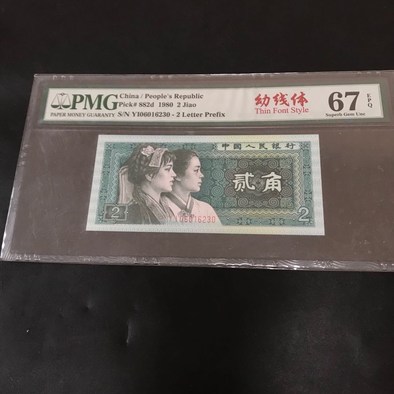 PMG
PAPER MONEY GUARANTY
China / People's Republic
Pick# 882d 1980 2 Jiao
S/N YI06016230 - 2 Letter Prefix
幼线体
Thin Font Style
67 EPQ
Superb Gem Unc
中国人民银行
贰角
YI06016230
2
2